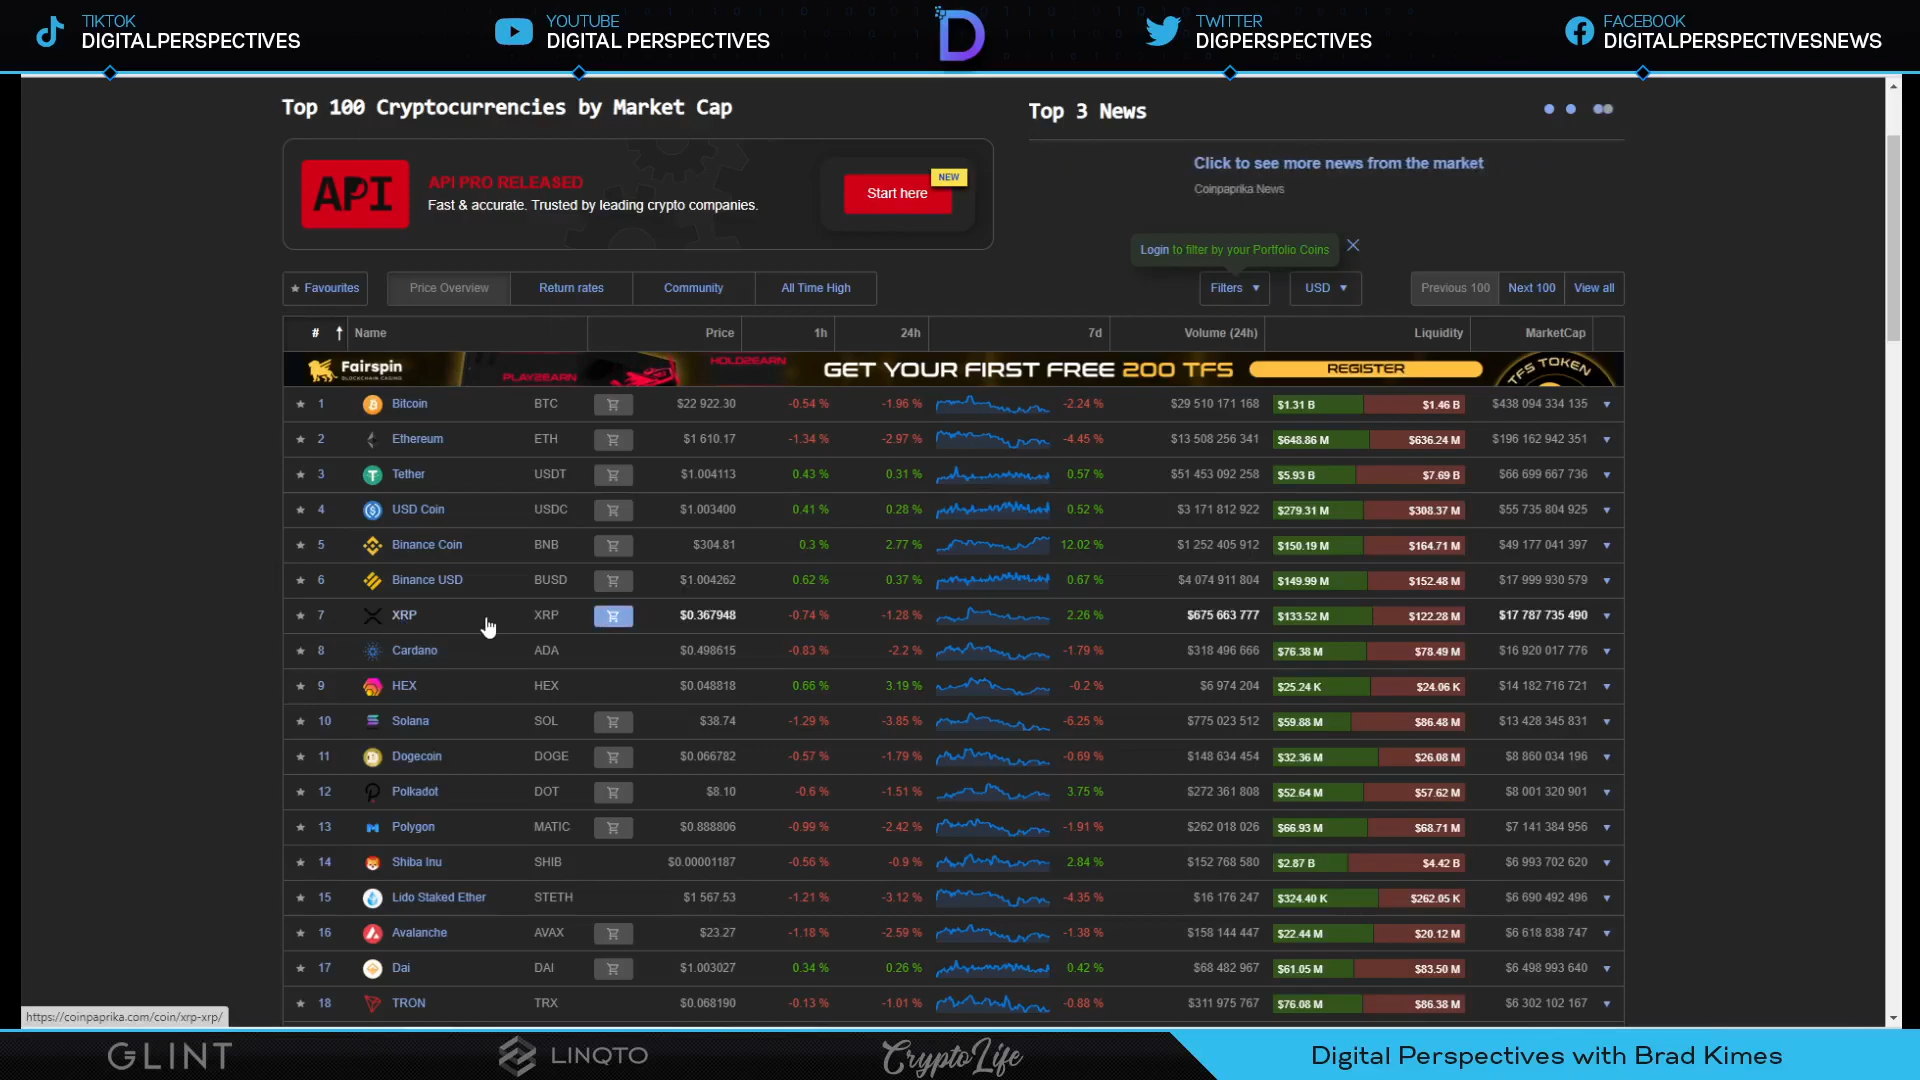 TIKTOK
DIGITALPERSPECTIVES
YOUTUBE
DIGITAL PERSPECTIVES
D
TWITTER
DIGPERSPECTIVES
FACEBOOK
DIGITALPERSPECTIVESNEWS
Top 100 Cryptocurrencies by Market Cap
Top 3 News
API
API PRO RELEASED
Fast & accurate. Trusted by leading crypto companies.
Start here
NEW
Click to see more news from the market
Coinpaprika News
Login to filter by your Portfolio Coins
Favourites Price Overview Return rates Community All Time High Filters USD Previous 100 Next 100 View all
# Name Price 1h 24h 7d Volume (24h) Liquidity MarketCap
Fairspin
BLOCKCHAIN CASINO
PLAY2EARN
HOLD2EARN
GET YOUR FIRST FREE 200 TFS
REGISTER
TFS TOKEN
1 Bitcoin BTC $22 922.30 -0.54 % -1.96 % -2.24 % $29 510 171 168 $1.31 B $1.46 B $438 094 334 135
2 Ethereum ETH $1 610.17 -1.34 % -2.97 % -4.45 % $13 508 256 341 $648.86 M $636.24 M $196 162 942 351
3 Tether USDT $1.004113 0.43 % 0.31 % 0.57 % $51 453 092 258 $5.93 B $7.69 B $66 699 667 736
4 USD Coin USDC $1.003400 0.41 % 0.28 % 0.52 % $3 171 812 922 $279.31 M $308.37 M $55 735 804 925
5 Binance Coin BNB $304.81 0.3 % 2.77 % 12.02 % $1 252 405 912 $150.19 M $164.71 M $49 177 041 397
6 Binance USD BUSD $1.004262 0.62 % 0.37 % 0.67 % $4 074 911 804 $149.99 M $152.48 M $17 999 930 579
7 XRP XRP $0.367948 -0.74 % -1.28 % 2.26 % $675 663 777 $133.52 M $122.28 M $17 787 735 490
8 Cardano ADA $0.498615 -0.83 % -2.2 % -1.79 % $318 496 666 $76.38 M $78.49 M $16 920 017 776
9 HEX HEX $0.048818 0.66 % 3.19 % -0.2 % $6 974 204 $25.24 K $24.06 K $14 182 716 721
10 Solana SOL $38.74 -1.29 % -3.85 % -6.25 % $775 023 512 $59.88 M $86.48 M $13 428 345 831
11 Dogecoin DOGE $0.066782 -0.57 % -1.79 % -0.69 % $148 634 454 $32.36 M $26.08 M $8 860 034 196
12 Polkadot DOT $8.10 -0.6 % -1.51 % 3.75 % $272 361 808 $52.64 M $57.62 M $8 001 320 901
13 Polygon MATIC $0.888806 -0.99 % -2.42 % -1.91 % $262 018 026 $66.93 M $68.71 M $7 141 384 956
14 Shiba Inu SHIB $0.00001187 -0.56 % -0.9 % 2.84 % $152 768 580 $2.87 B $4.42 B $6 993 702 620
15 Lido Staked Ether STETH $1 567.53 -1.21 % -3.12 % -4.35 % $16 176 247 $324.40 K $262.05 K $6 690 492 496
16 Avalanche AVAX $23.27 -1.18 % -2.59 % -1.38 % $158 144 447 $22.44 M $20.12 M $6 618 838 747
17 Dai DAI $1.003027 0.34 % 0.26 % 0.42 % $68 482 967 $61.05 M $83.50 M $6 498 993 640
18 TRON TRX $0.068190 -0.13 % -1.01 % -0.88 % $311 975 767 $76.08 M $86.38 M $6 302 102 167
https://coinpaprika.com/coin/xrp-xrp/
GLINT
LINQTO
CryptoLife
Digital Perspectives with Brad Kimes